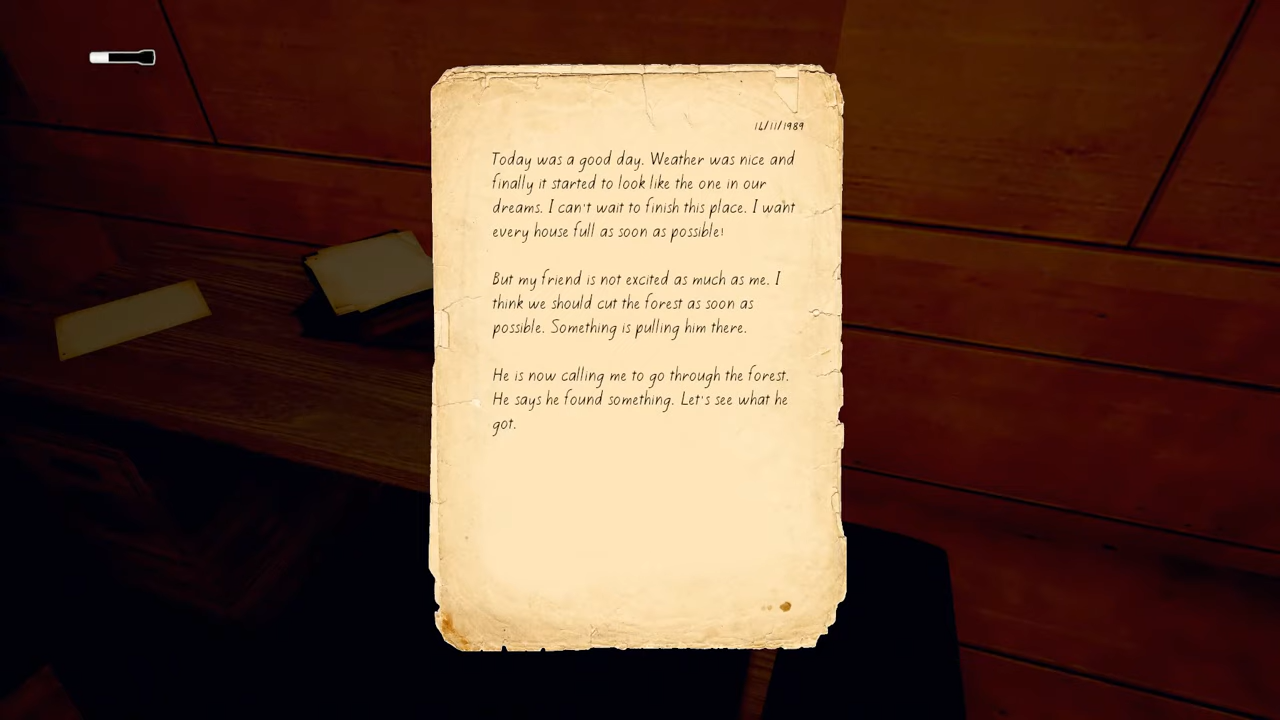 14/11/1989
Today was a good day. Weather was nice and
finally it started to look like the one in our
dreams. I can't wait to finish this place. I want
every house full as soon as possible!
But my friend is not excited as much as me. I
think we should cut the forest as soon as
possible. Something is pulling him there.
He is now calling me to go through the forest.
He says he found something. Let's see what he
got.